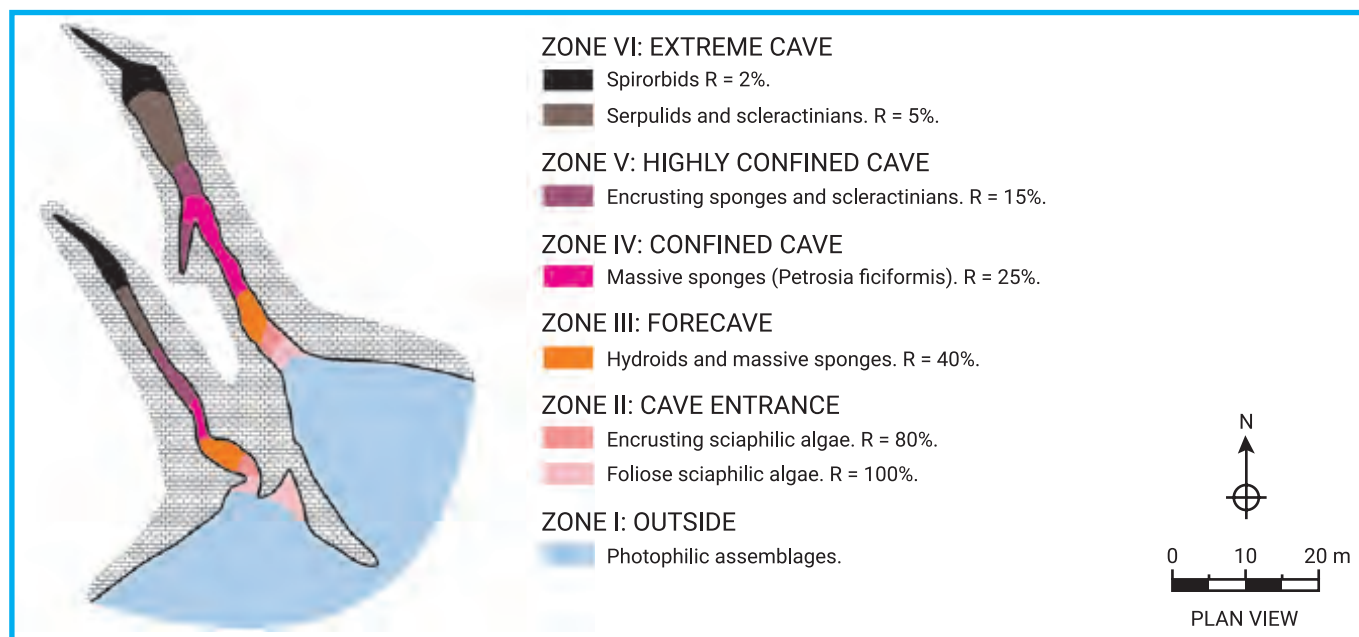 ZONE VI: EXTREME CAVE
Spirorbids R = 2%.
Serpulids and scleractinians. R = 5%.
ZONE V: HIGHLY CONFINED CAVE
Encrusting sponges and scleractinians. R = 15%.
ZONE IV: CONFINED CAVE
Massive sponges (Petrosia ficiformis). R = 25%.
ZONE III: FORECAVE
Hydroids and massive sponges. R = 40%.
ZONE II: CAVE ENTRANCE
Encrusting sciaphilic algae. R = 80%.
Foliose sciaphilic algae. R = 100%.
ZONE I: OUTSIDE
Photophilic assemblages.
N
0 10 20 m
PLAN VIEW